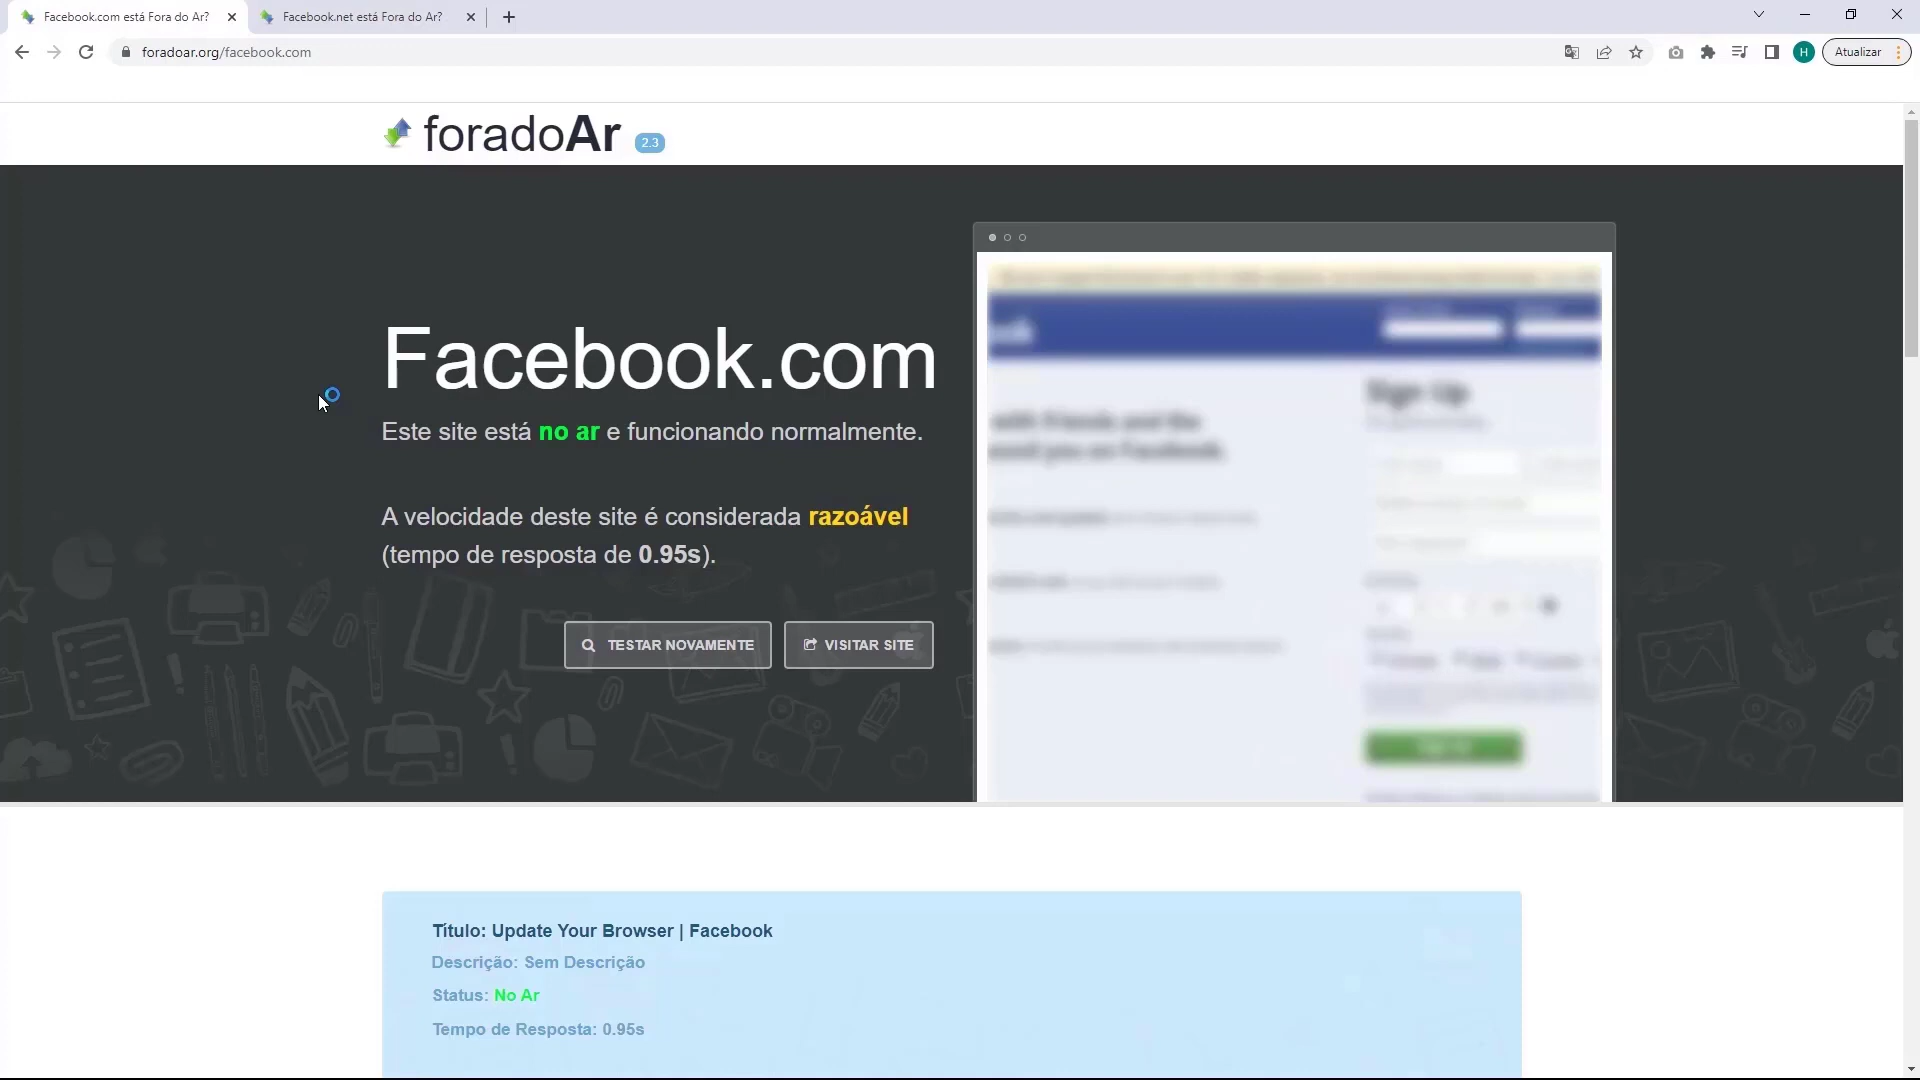 Facebook.com está Fora do Ar?
Facebook.net está Fora do Ar?
foradoar.org/facebook.com
H
Atualizar
foradoAr 2.3
Facebook.com
Este site está no ar e funcionando normalmente.
A velocidade deste site é considerada razoável
(tempo de resposta de 0.95s).
TESTAR NOVAMENTE
VISITAR SITE
Sign Up
Título: Update Your Browser | Facebook
Descrição: Sem Descrição
Status: No Ar
Tempo de Resposta: 0.95s